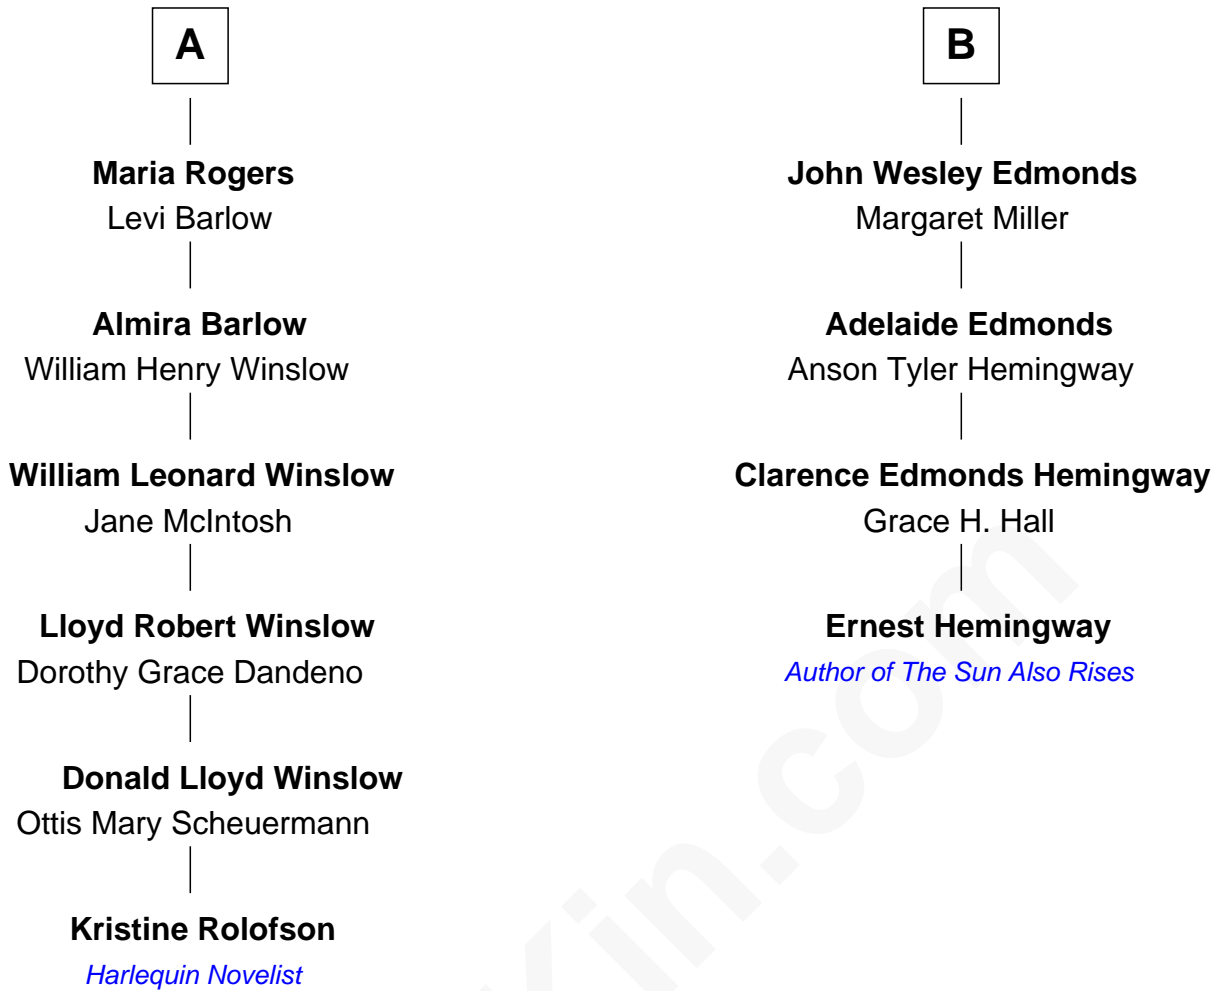 A
Maria Rogers
Levi Barlow
Almira Barlow
William Henry Winslow
William Leonard Winslow
Jane McIntosh
Lloyd Robert Winslow
Dorothy Grace Dandeno
Donald Lloyd Winslow
Ottis Mary Scheuermann
Kristine Rolofson
Harlequin Novelist
B
John Wesley Edmonds
Margaret Miller
Adelaide Edmonds
Anson Tyler Hemingway
Clarence Edmonds Hemingway
Grace H. Hall
Ernest Hemingway
Author of The Sun Also Rises
Kin.com